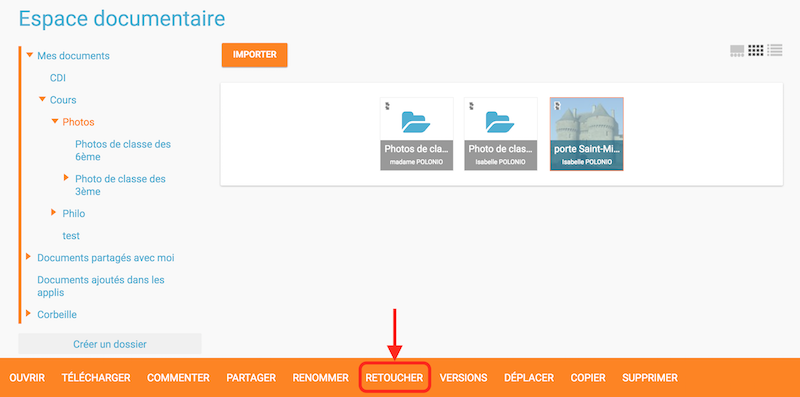 Espace documentaire
Mes documents
CDI
Cours
Photos
Photos de classe des
6ème
Photo de classe des
3ème
Philo
test
Documents partagés avec moi
Documents ajoutés dans les
applis
Corbeille
Créer un dossier
IMPORTER
Photos de cla...
madame POLONIO
Photo de clas...
Isabelle POLONIO
porte Saint-Mi...
Isabelle POLONIO
OUVRIR TÉLÉCHARGER COMMENTER PARTAGER RENOMMER RETOUCHER VERSIONS DÉPLACER COPIER SUPPRIMER